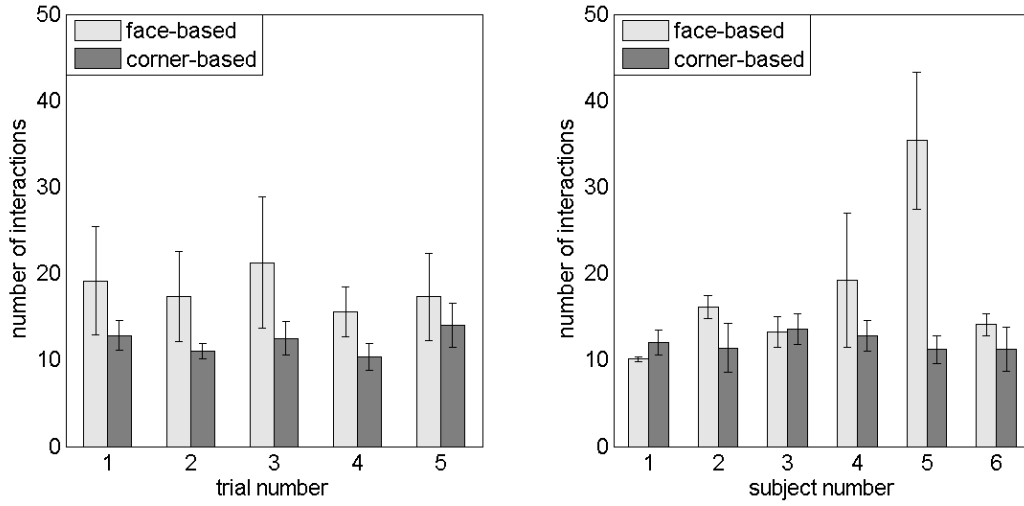 50
40
30
20
10
0
number of interactions
face-based
corner-based
1 2 3 4 5
trial number
50
40
30
20
10
0
number of interactions
face-based
corner-based
1 2 3 4 5 6
subject number